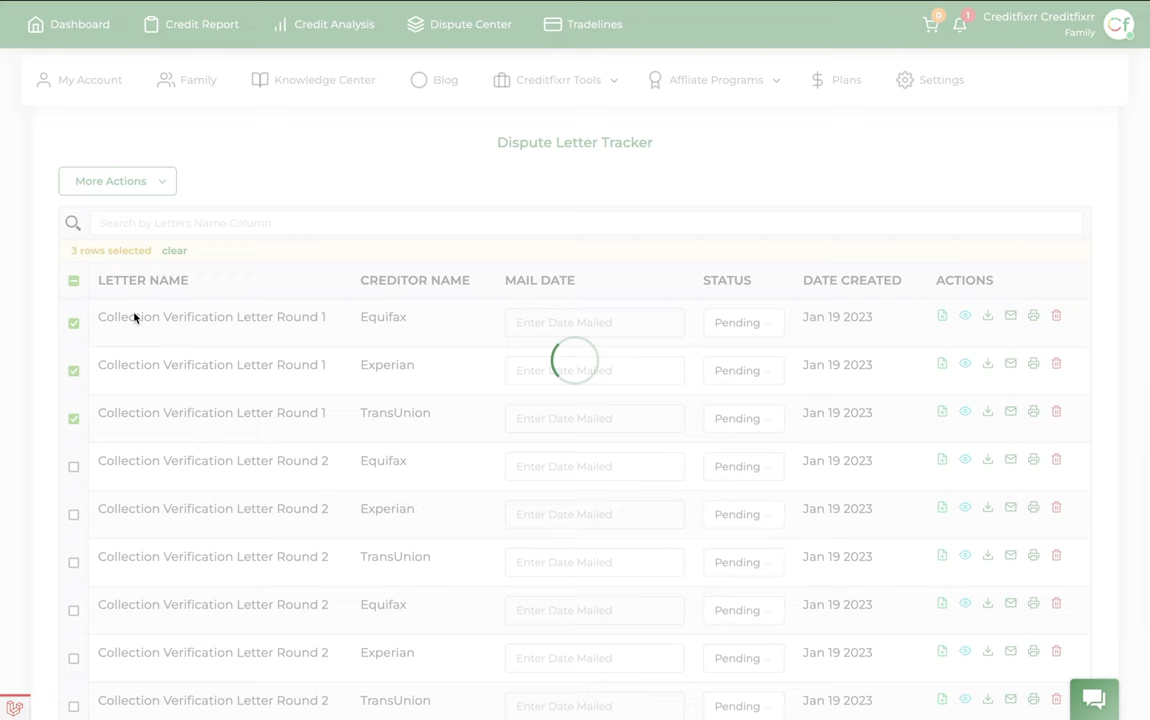 Dashboard Credit Report Credit Analysis Dispute Center Tradelines 0 1 Creditfixrr Creditfixrr
Family
Cf
My Account Family Knowledge Center Blog Creditfixrr Tools Affliate Programs Plans Settings
Dispute Letter Tracker
More Actions
Search by Letters Name Column
3 rows selected clear
LETTER NAME CREDITOR NAME MAIL DATE STATUS DATE CREATED ACTIONS
Collection Verification Letter Round 1 Equifax Enter Date Mailed Pending Jan 19 2023
Collection Verification Letter Round 1 Experian Enter Date Mailed Pending Jan 19 2023
Collection Verification Letter Round 1 TransUnion Enter Date Mailed Pending Jan 19 2023
Collection Verification Letter Round 2 Equifax Enter Date Mailed Pending Jan 19 2023
Collection Verification Letter Round 2 Experian Enter Date Mailed Pending Jan 19 2023
Collection Verification Letter Round 2 TransUnion Enter Date Mailed Pending Jan 19 2023
Collection Verification Letter Round 2 Equifax Enter Date Mailed Pending Jan 19 2023
Collection Verification Letter Round 2 Experian Enter Date Mailed Pending Jan 19 2023
Collection Verification Letter Round 2 TransUnion Enter Date Mailed Pending Jan 19 2023